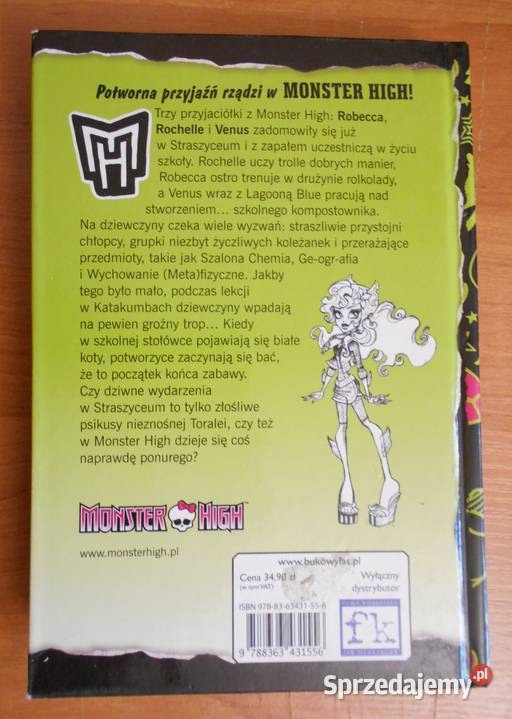 Potworna przyjaźń rządzi w MONSTER HIGH!
Trzy przyjaciółki z Monster High: Robecca,
Rochelle i Venus zadomowiły się już
w Straszyceum i z zapałem uczestniczą w życiu
szkoły. Rochelle uczy trolle dobrych manier,
Robecca ostro trenuje w drużynie rolkolady,
a Venus wraz z Lagooną Blue pracują nad
stworzeniem... szkolnego kompostownika.
Na dziewczyny czeka wiele wyzwań: straszliwie przystojni
chłopcy, grupki niezbyt życzliwych koleżanek i przerażające
przedmioty, takie jak Szalona Chemia, Ge-ogr-afia
i Wychowanie (Meta)fizyczne. Jakby
tego było mało, podczas lekcji
w Katakumbach dziewczyny wpadają
na pewien groźny trop... Kiedy
w szkolnej stołówce pojawiają się białe
koty, potworzyce zaczynają się bać,
że to początek końca zabawy.
Czy dziwne wydarzenia
w Straszyceum to tylko złośliwe
psikusy nieznośnej Toralei, czy też
w Monster High dzieje się coś
naprawdę ponurego?
MONSTER HIGH
www.monsterhigh.pl
www.bukowylas.pl
Cena 34,90 zł
(w tym VAT)
Wyłączny
dystrybutor
ISBN 978-83-63431-55-6
9 788363 431556
fk
Sprzedajemy.pl